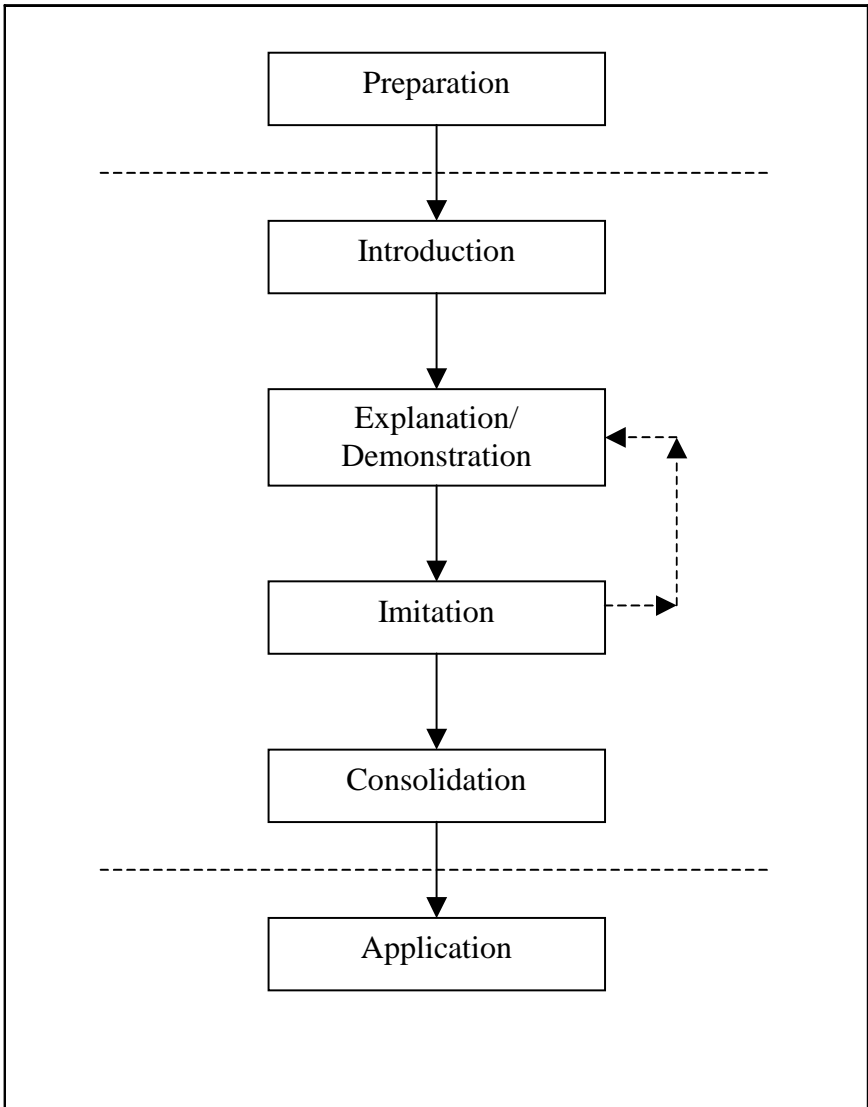 Preparation
Introduction
Explanation/
Demonstration
Imitation
Consolidation
Application